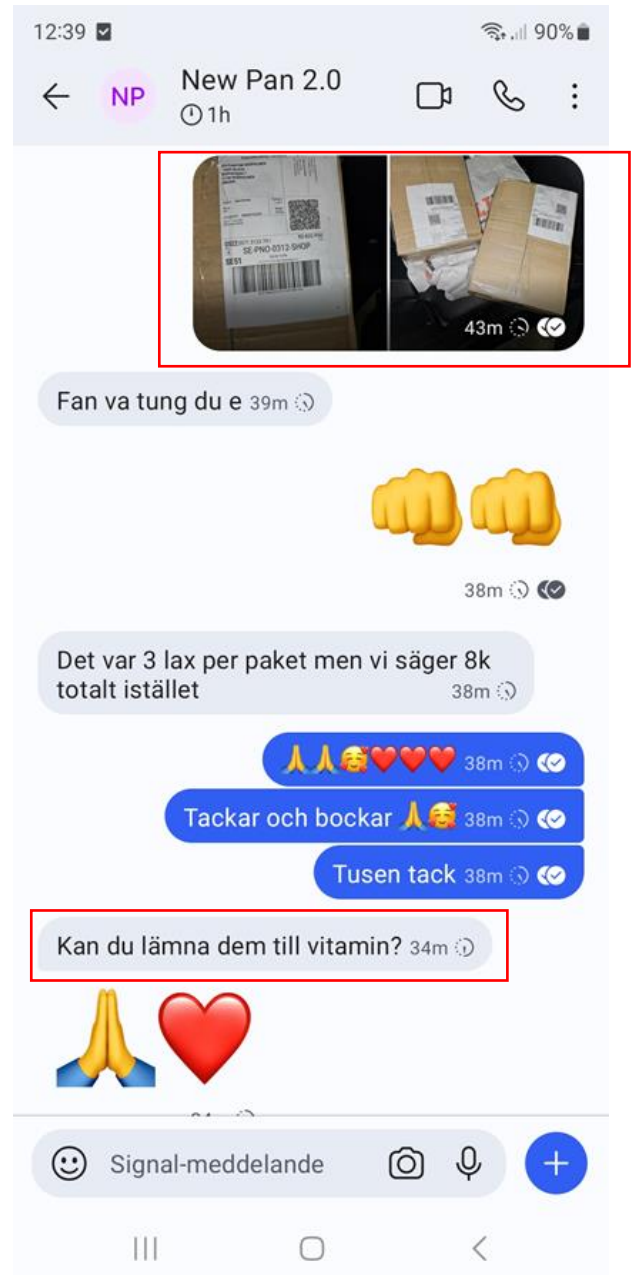 12:39
90%
NP
New Pan 2.0
1h
SE-PNO-0312-SHOP
SE51
43m
Fan va tung du e 39m
38m
Det var 3 lax per paket men vi säger 8k
totalt istället 38m
38m
Tackar och bockar 38m
Tusen tack 38m
Kan du lämna dem till vitamin? 34m
Signal-meddelande